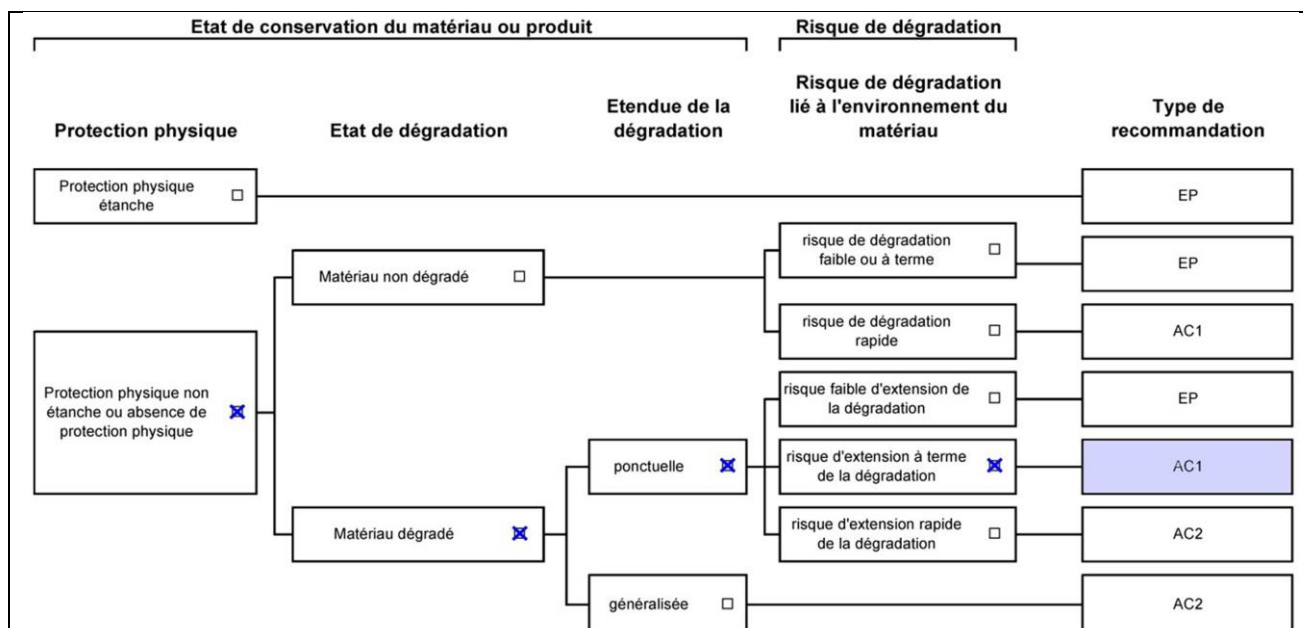 Etat de conservation du matériau ou produit
Risque de dégradation
Protection physique
Etat de dégradation
Etendue de la
dégradation
Risque de dégradation
lié à l'environnement du
matériau
Type de
recommandation
Protection physique
étanche
EP
Matériau non dégradé
risque de dégradation
faible ou à terme
EP
risque de dégradation
rapide
AC1
Protection physique non
étanche ou absence de
protection physique
risque faible d'extension de
la dégradation
EP
ponctuelle
risque d'extension à terme
de la dégradation
AC1
Matériau dégradé
risque d'extension rapide
de la dégradation
AC2
généralisée
AC2